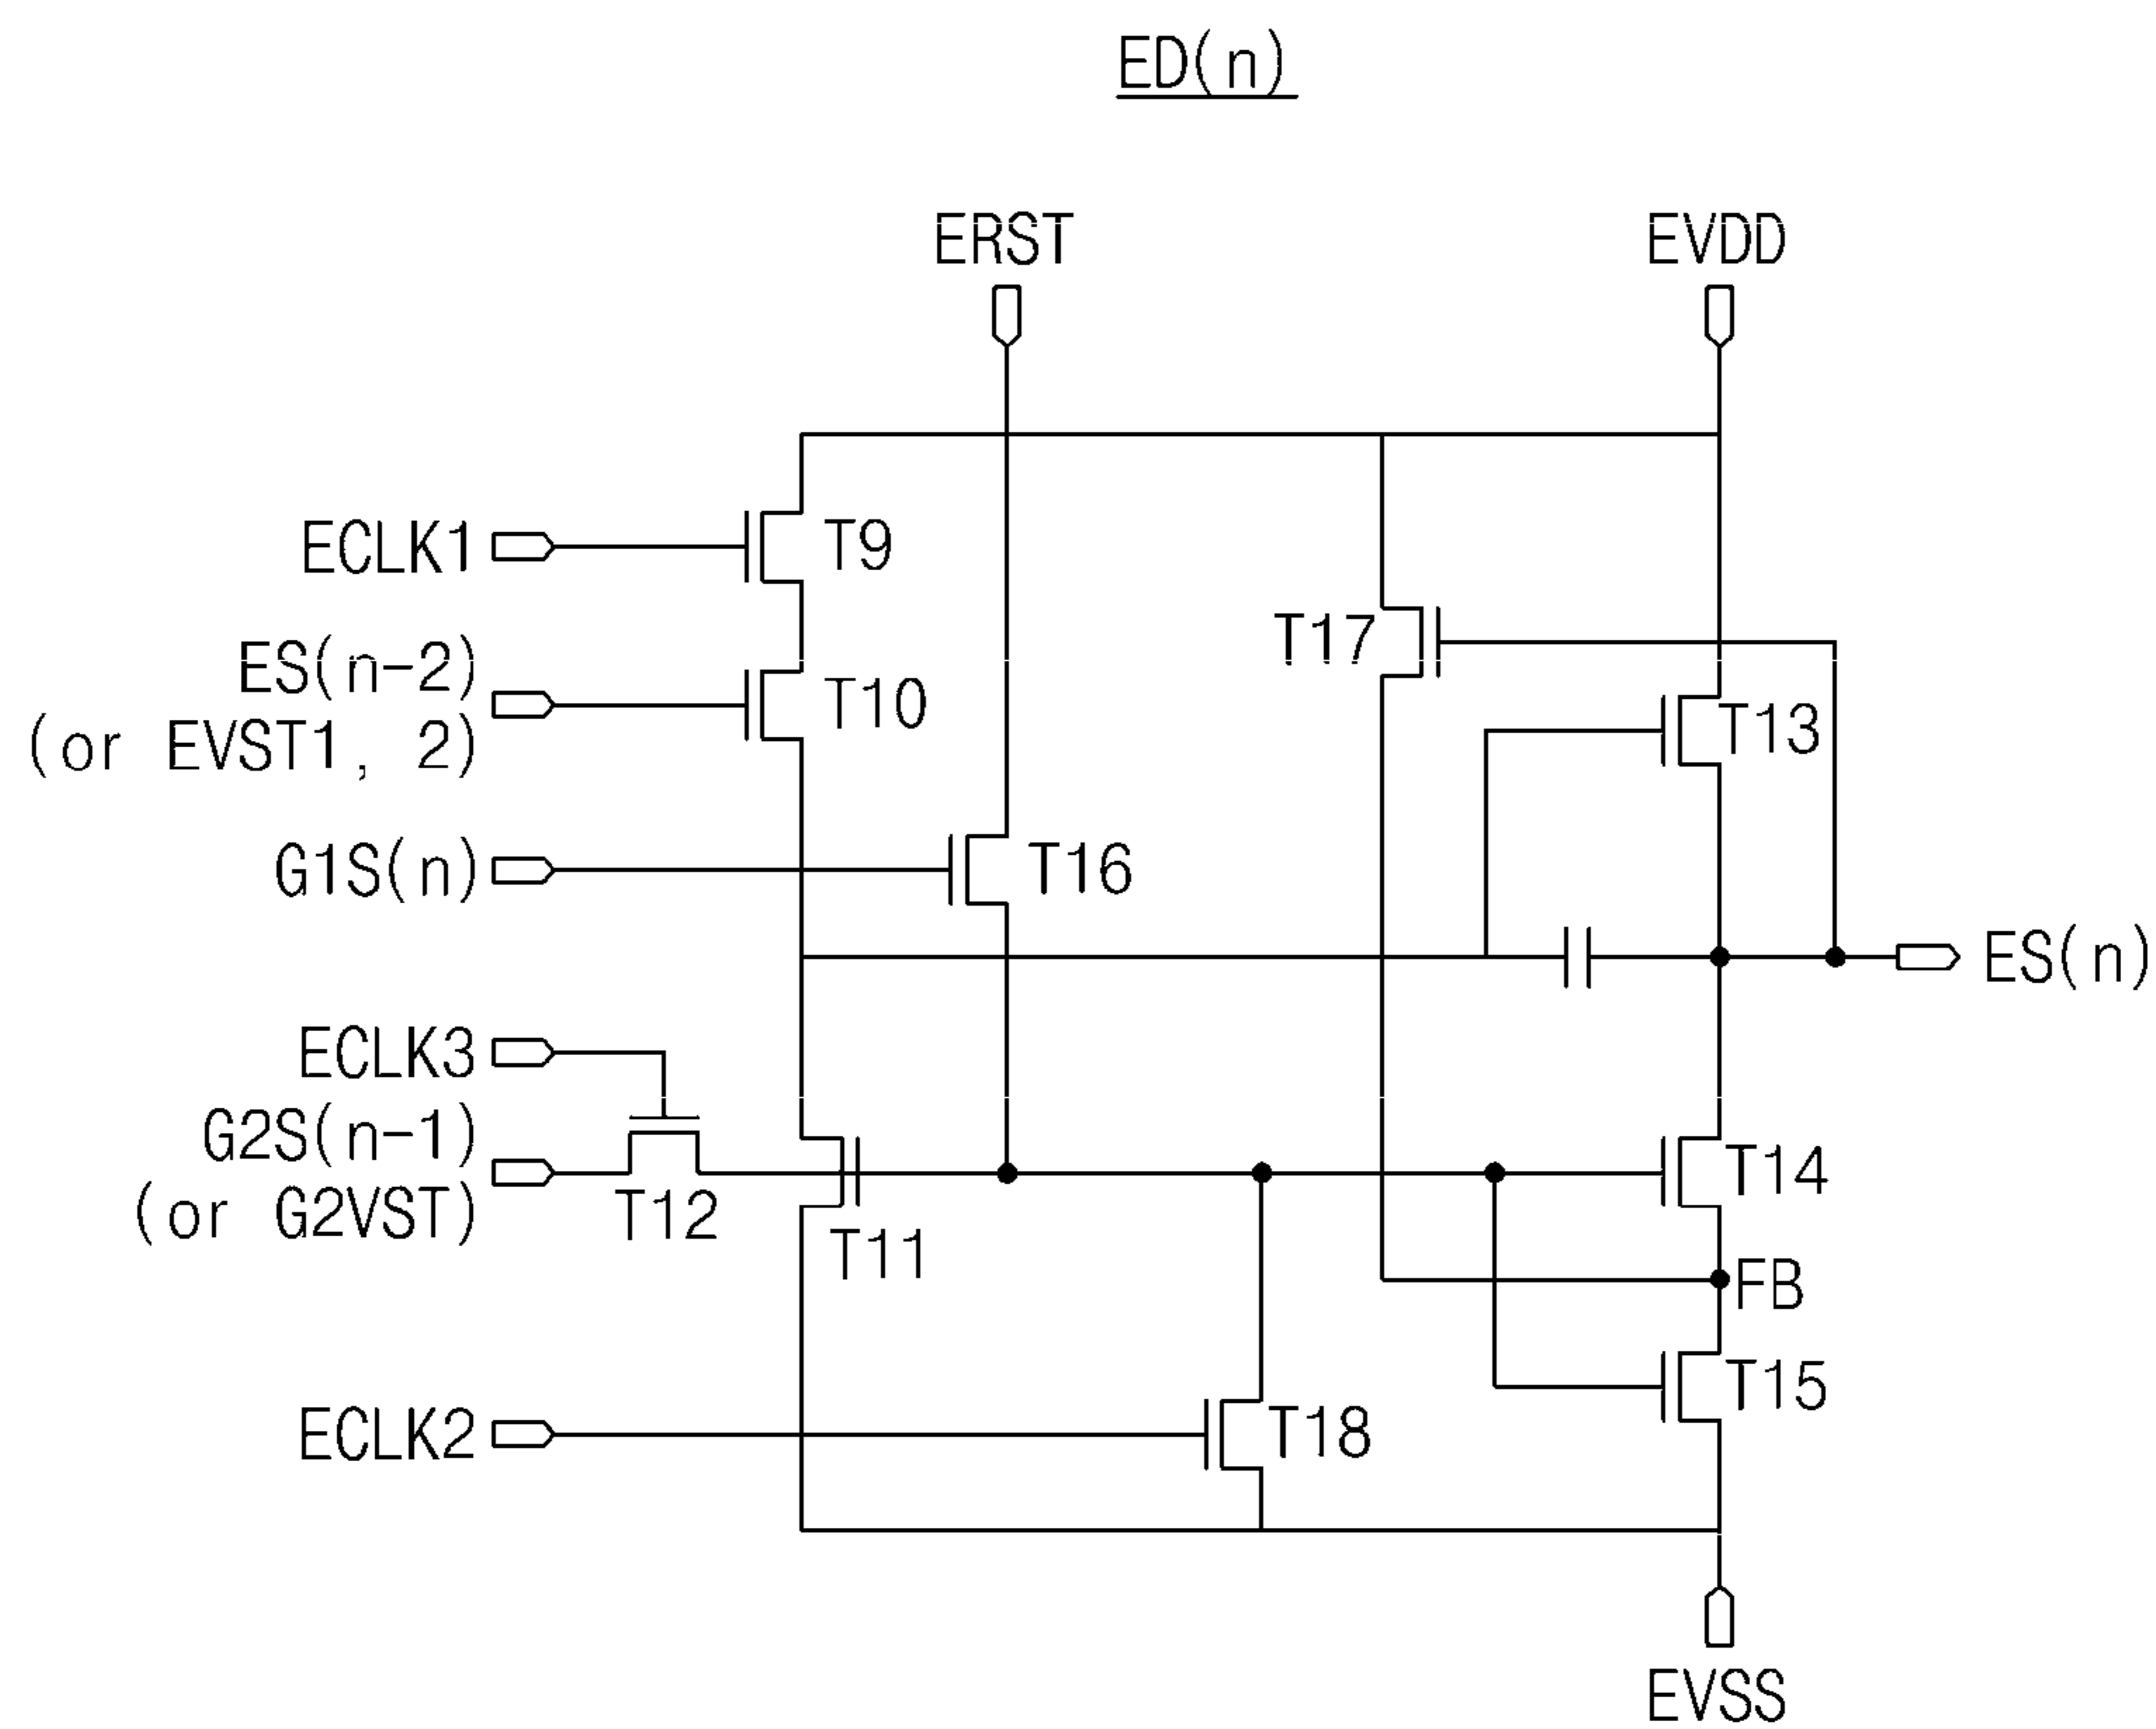 ED(n)
ERST
EVDD
ECLK1
T9
ES(n-2)
(or EVST1, 2)
T10
T17
T13
G1S(n)
T16
ES(n)
ECLK3
G2S(n-1)
(or G2VST)
T12
T11
T14
FB
T15
ECLK2
T18
EVSS